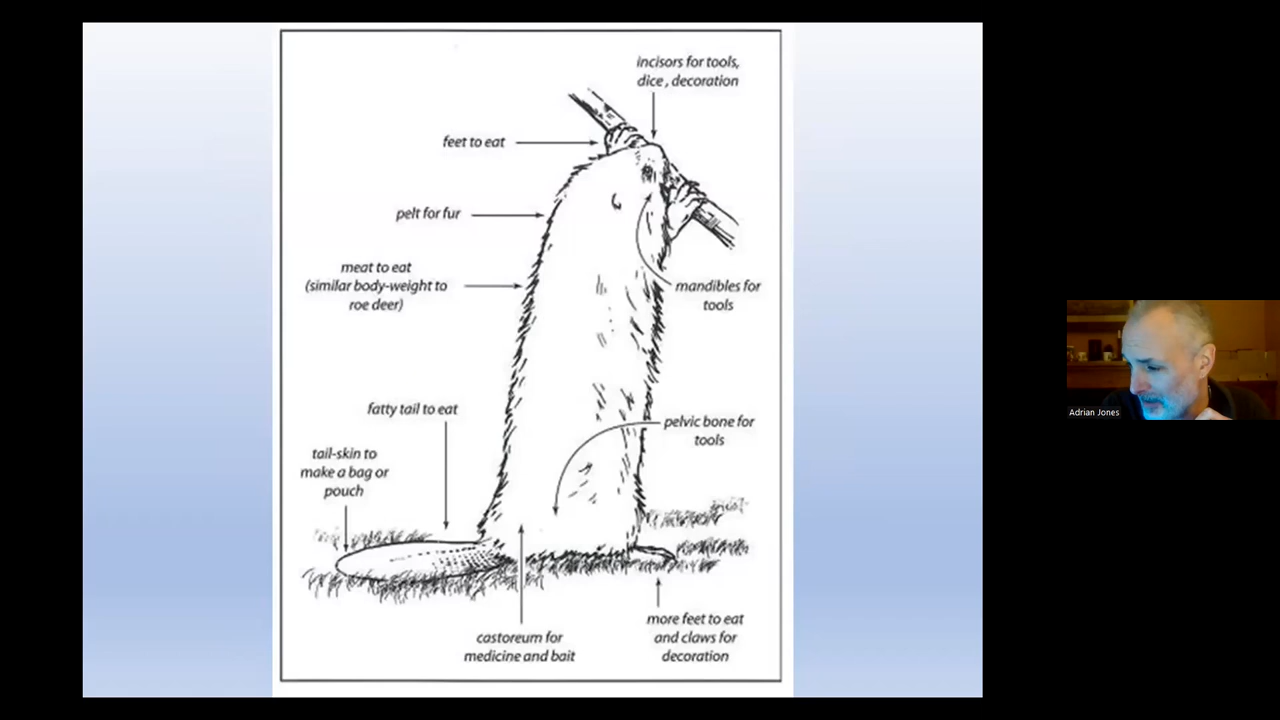 incisors for tools,
dice , decoration
feet to eat
pelt for fur
meat to eat
(similar body-weight to
roe deer)
mandibles for
tools
fatty tail to eat
pelvic bone for
tools
tail-skin to
make a bag or
pouch
castoreum for
medicine and bait
more feet to eat
and claws for
decoration
Adrian Jones